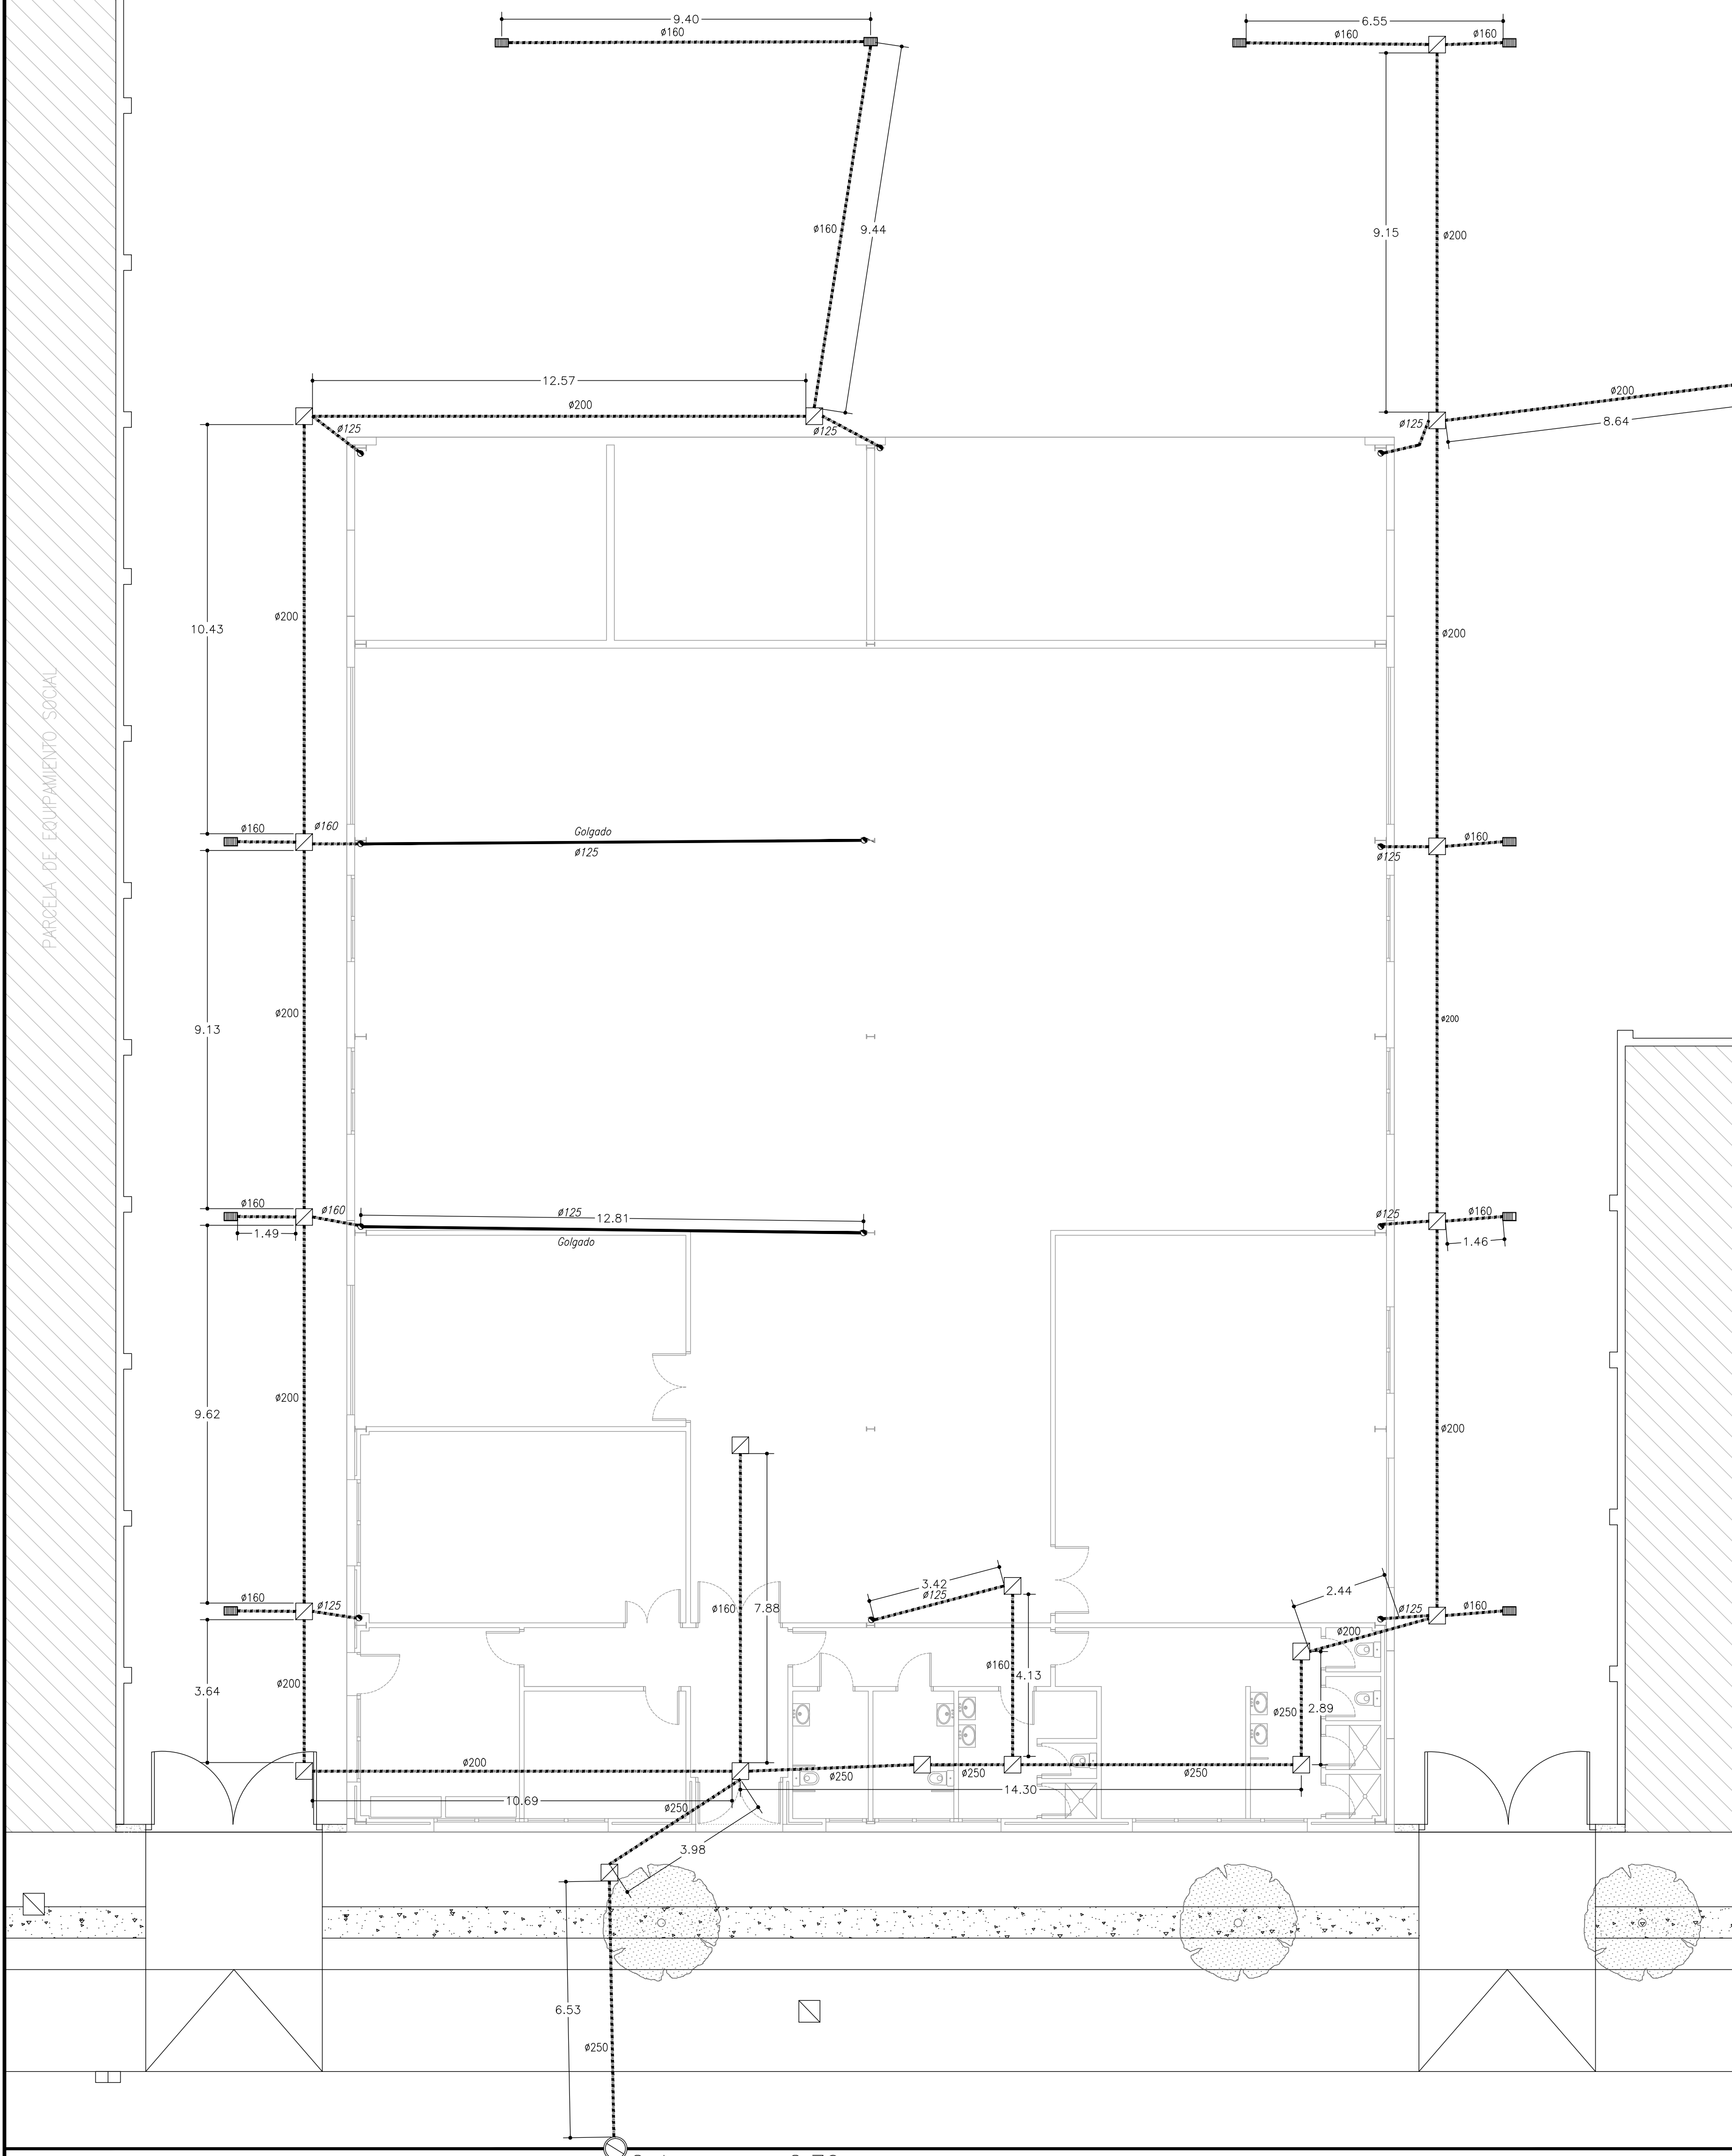 9.40
ø160
6.55
ø160
ø160
ø160
9.44
9.15
ø200
12.57
ø200
ø125
ø125
ø125
ø200
8.64
10.43
ø200
ø200
PARCELA DE EQUIPAMIENTO SOCIAL
ø160
ø160
Golgado
ø125
ø125
ø160
9.13
ø200
ø200
ø160
ø160
1.49
ø125
12.81
Golgado
ø125
ø160
1.46
9.62
ø200
ø200
ø160
ø125
ø160
7.88
3.42
ø125
ø160
4.13
2.44
ø125
ø160
ø200
3.64
ø200
ø250
2.89
ø200
ø250
ø250
ø250
14.30
10.69
ø250
3.98
6.53
ø250